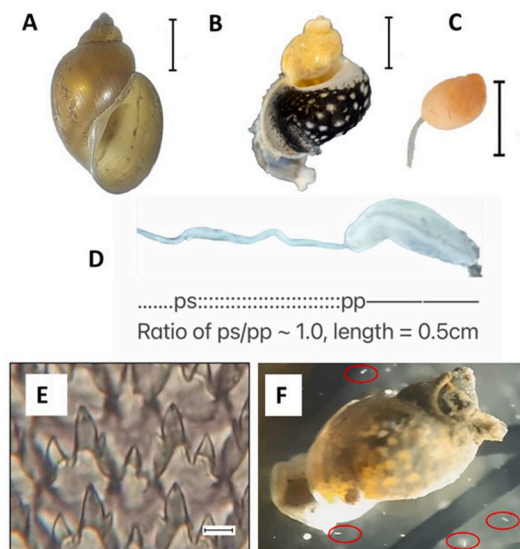 A
B
C
D
.......ps::::::::::::::::::::::::::pp————————
Ratio of ps/pp ~ 1.0, length = 0.5cm
E
F